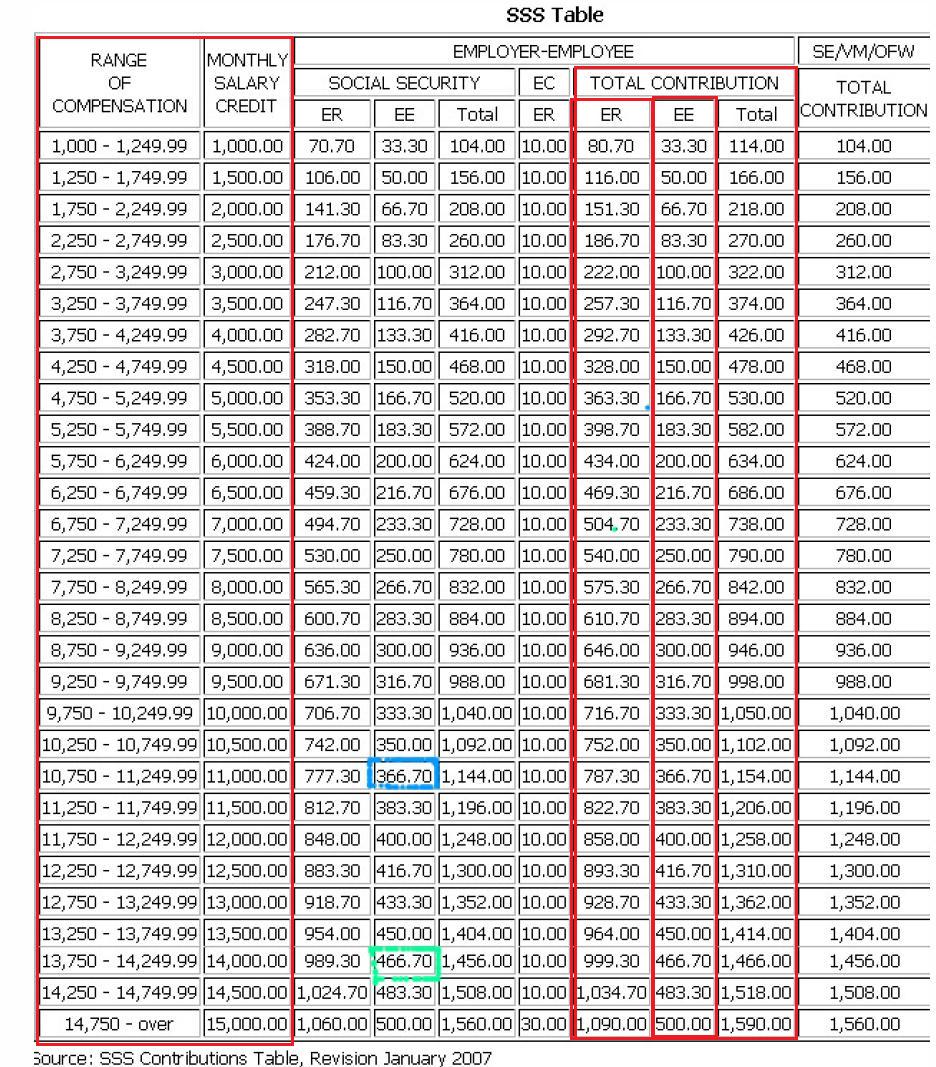 SSS Table
RANGE OF COMPENSATION MONTHLY SALARY CREDIT EMPLOYER-EMPLOYEE SE/VM/OFW
SOCIAL SECURITY EC TOTAL CONTRIBUTION TOTAL CONTRIBUTION
ER EE Total ER ER EE Total
1,000 - 1,249.99 1,000.00 70.70 33.30 104.00 10.00 80.70 33.30 114.00 104.00
1,250 - 1,749.99 1,500.00 106.00 50.00 156.00 10.00 116.00 50.00 166.00 156.00
1,750 - 2,249.99 2,000.00 141.30 66.70 208.00 10.00 151.30 66.70 218.00 208.00
2,250 - 2,749.99 2,500.00 176.70 83.30 260.00 10.00 186.70 83.30 270.00 260.00
2,750 - 3,249.99 3,000.00 212.00 100.00 312.00 10.00 222.00 100.00 322.00 312.00
3,250 - 3,749.99 3,500.00 247.30 116.70 364.00 10.00 257.30 116.70 374.00 364.00
3,750 - 4,249.99 4,000.00 282.70 133.30 416.00 10.00 292.70 133.30 426.00 416.00
4,250 - 4,749.99 4,500.00 318.00 150.00 468.00 10.00 328.00 150.00 478.00 468.00
4,750 - 5,249.99 5,000.00 353.30 166.70 520.00 10.00 363.30 166.70 530.00 520.00
5,250 - 5,749.99 5,500.00 388.70 183.30 572.00 10.00 398.70 183.30 582.00 572.00
5,750 - 6,249.99 6,000.00 424.00 200.00 624.00 10.00 434.00 200.00 634.00 624.00
6,250 - 6,749.99 6,500.00 459.30 216.70 676.00 10.00 469.30 216.70 686.00 676.00
6,750 - 7,249.99 7,000.00 494.70 233.30 728.00 10.00 504.70 233.30 738.00 728.00
7,250 - 7,749.99 7,500.00 530.00 250.00 780.00 10.00 540.00 250.00 790.00 780.00
7,750 - 8,249.99 8,000.00 565.30 266.70 832.00 10.00 575.30 266.70 842.00 832.00
8,250 - 8,749.99 8,500.00 600.70 283.30 884.00 10.00 610.70 283.30 894.00 884.00
8,750 - 9,249.99 9,000.00 636.00 300.00 936.00 10.00 646.00 300.00 946.00 936.00
9,250 - 9,749.99 9,500.00 671.30 316.70 988.00 10.00 681.30 316.70 998.00 988.00
9,750 - 10,249.99 10,000.00 706.70 333.30 1,040.00 10.00 716.70 333.30 1,050.00 1,040.00
10,250 - 10,749.99 10,500.00 742.00 350.00 1,092.00 10.00 752.00 350.00 1,102.00 1,092.00
10,750 - 11,249.99 11,000.00 777.30 366.70 1,144.00 10.00 787.30 366.70 1,154.00 1,144.00
11,250 - 11,749.99 11,500.00 812.70 383.30 1,196.00 10.00 822.70 383.30 1,206.00 1,196.00
11,750 - 12,249.99 12,000.00 848.00 400.00 1,248.00 10.00 858.00 400.00 1,258.00 1,248.00
12,250 - 12,749.99 12,500.00 883.30 416.70 1,300.00 10.00 893.30 416.70 1,310.00 1,300.00
12,750 - 13,249.99 13,000.00 918.70 433.30 1,352.00 10.00 928.70 433.30 1,362.00 1,352.00
13,250 - 13,749.99 13,500.00 954.00 450.00 1,404.00 10.00 964.00 450.00 1,414.00 1,404.00
13,750 - 14,249.99 14,000.00 989.30 466.70 1,456.00 10.00 999.30 466.70 1,466.00 1,456.00
14,250 - 14,749.99 14,500.00 1,024.70 483.30 1,508.00 10.00 1,034.70 483.30 1,518.00 1,508.00
14,750 - over 15,000.00 1,060.00 500.00 1,560.00 30.00 1,090.00 500.00 1,590.00 1,560.00
Source: SSS Contributions Table, Revision January 2007